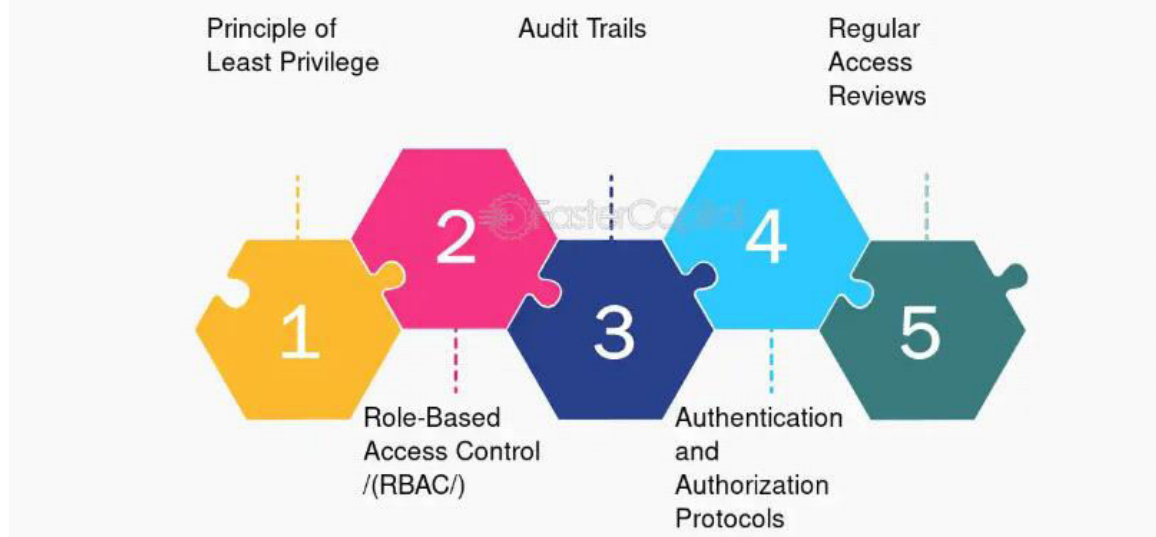 Principle of
Least Privilege
Audit Trails
Regular
Access
Reviews
FasterCapital
1
2
3
4
5
Role-Based
Access Control
/(RBAC/)
Authentication
and
Authorization
Protocols